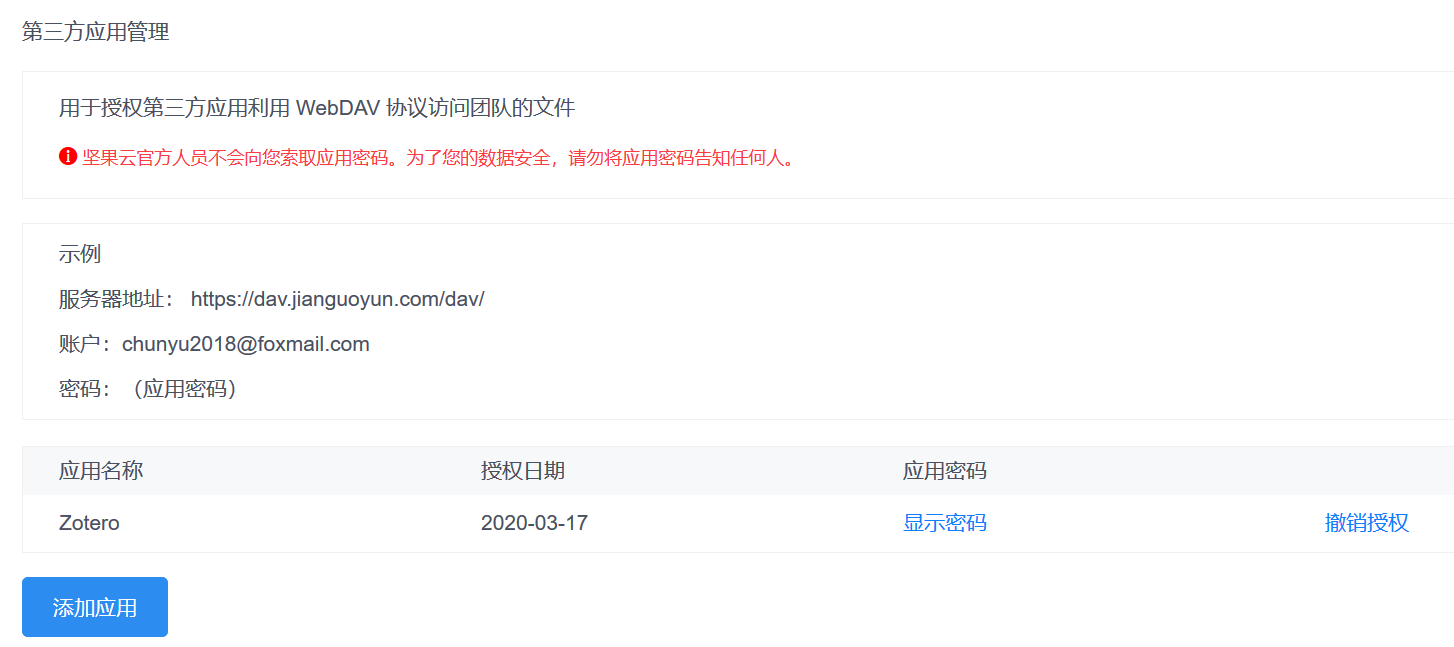 第三方应用管理
用于授权第三方应用利用 WebDAV 协议访问团队的文件
坚果云官方人员不会向您索取应用密码。为了您的数据安全，请勿将应用密码告知任何人。
示例
服务器地址： https://dav.jianguoyun.com/dav/
账户：chunyu2018@foxmail.com
密码：（应用密码）
应用名称 授权日期 应用密码
Zotero 2020-03-17 显示密码 撤销授权
添加应用